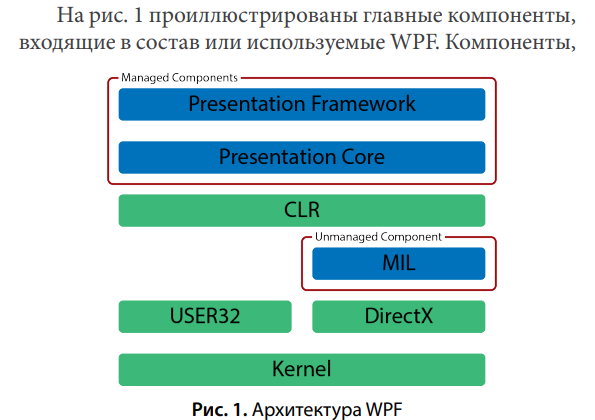 На рис. 1 проиллюстрированы главные компоненты,
входящие в состав или используемые WPF. Компоненты,
Managed Components
Presentation Framework
Presentation Core
CLR
Unmanaged Component
MIL
USER32 DirectX
Kernel
Рис. 1. Архитектура WPF